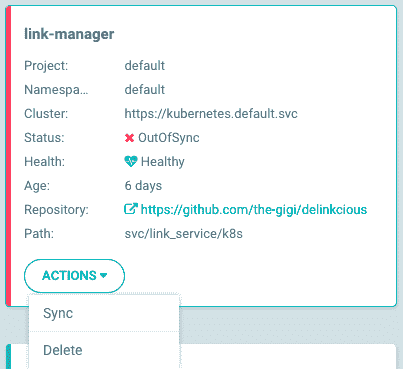 link-manager
Project: default
Namespa... default
Cluster: https://kubernetes.default.svc
Status: OutOfSync
Health: Healthy
Age: 6 days
Repository: https://github.com/the-gigi/delinkcious
Path: svc/link_service/k8s
ACTIONS
Sync
Delete